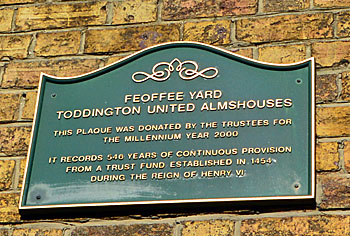 FEOFFEE YARD
TODDINGTON UNITED ALMSHOUSES
THIS PLAQUE WAS DONATED BY THE TRUSTEES FOR
THE MILLENNIUM YEAR 2000
IT RECORDS 546 YEARS OF CONTINUOUS PROVISION
FROM A TRUST FUND ESTABLISHED IN 1454
DURING THE REIGN OF HENRY VI.